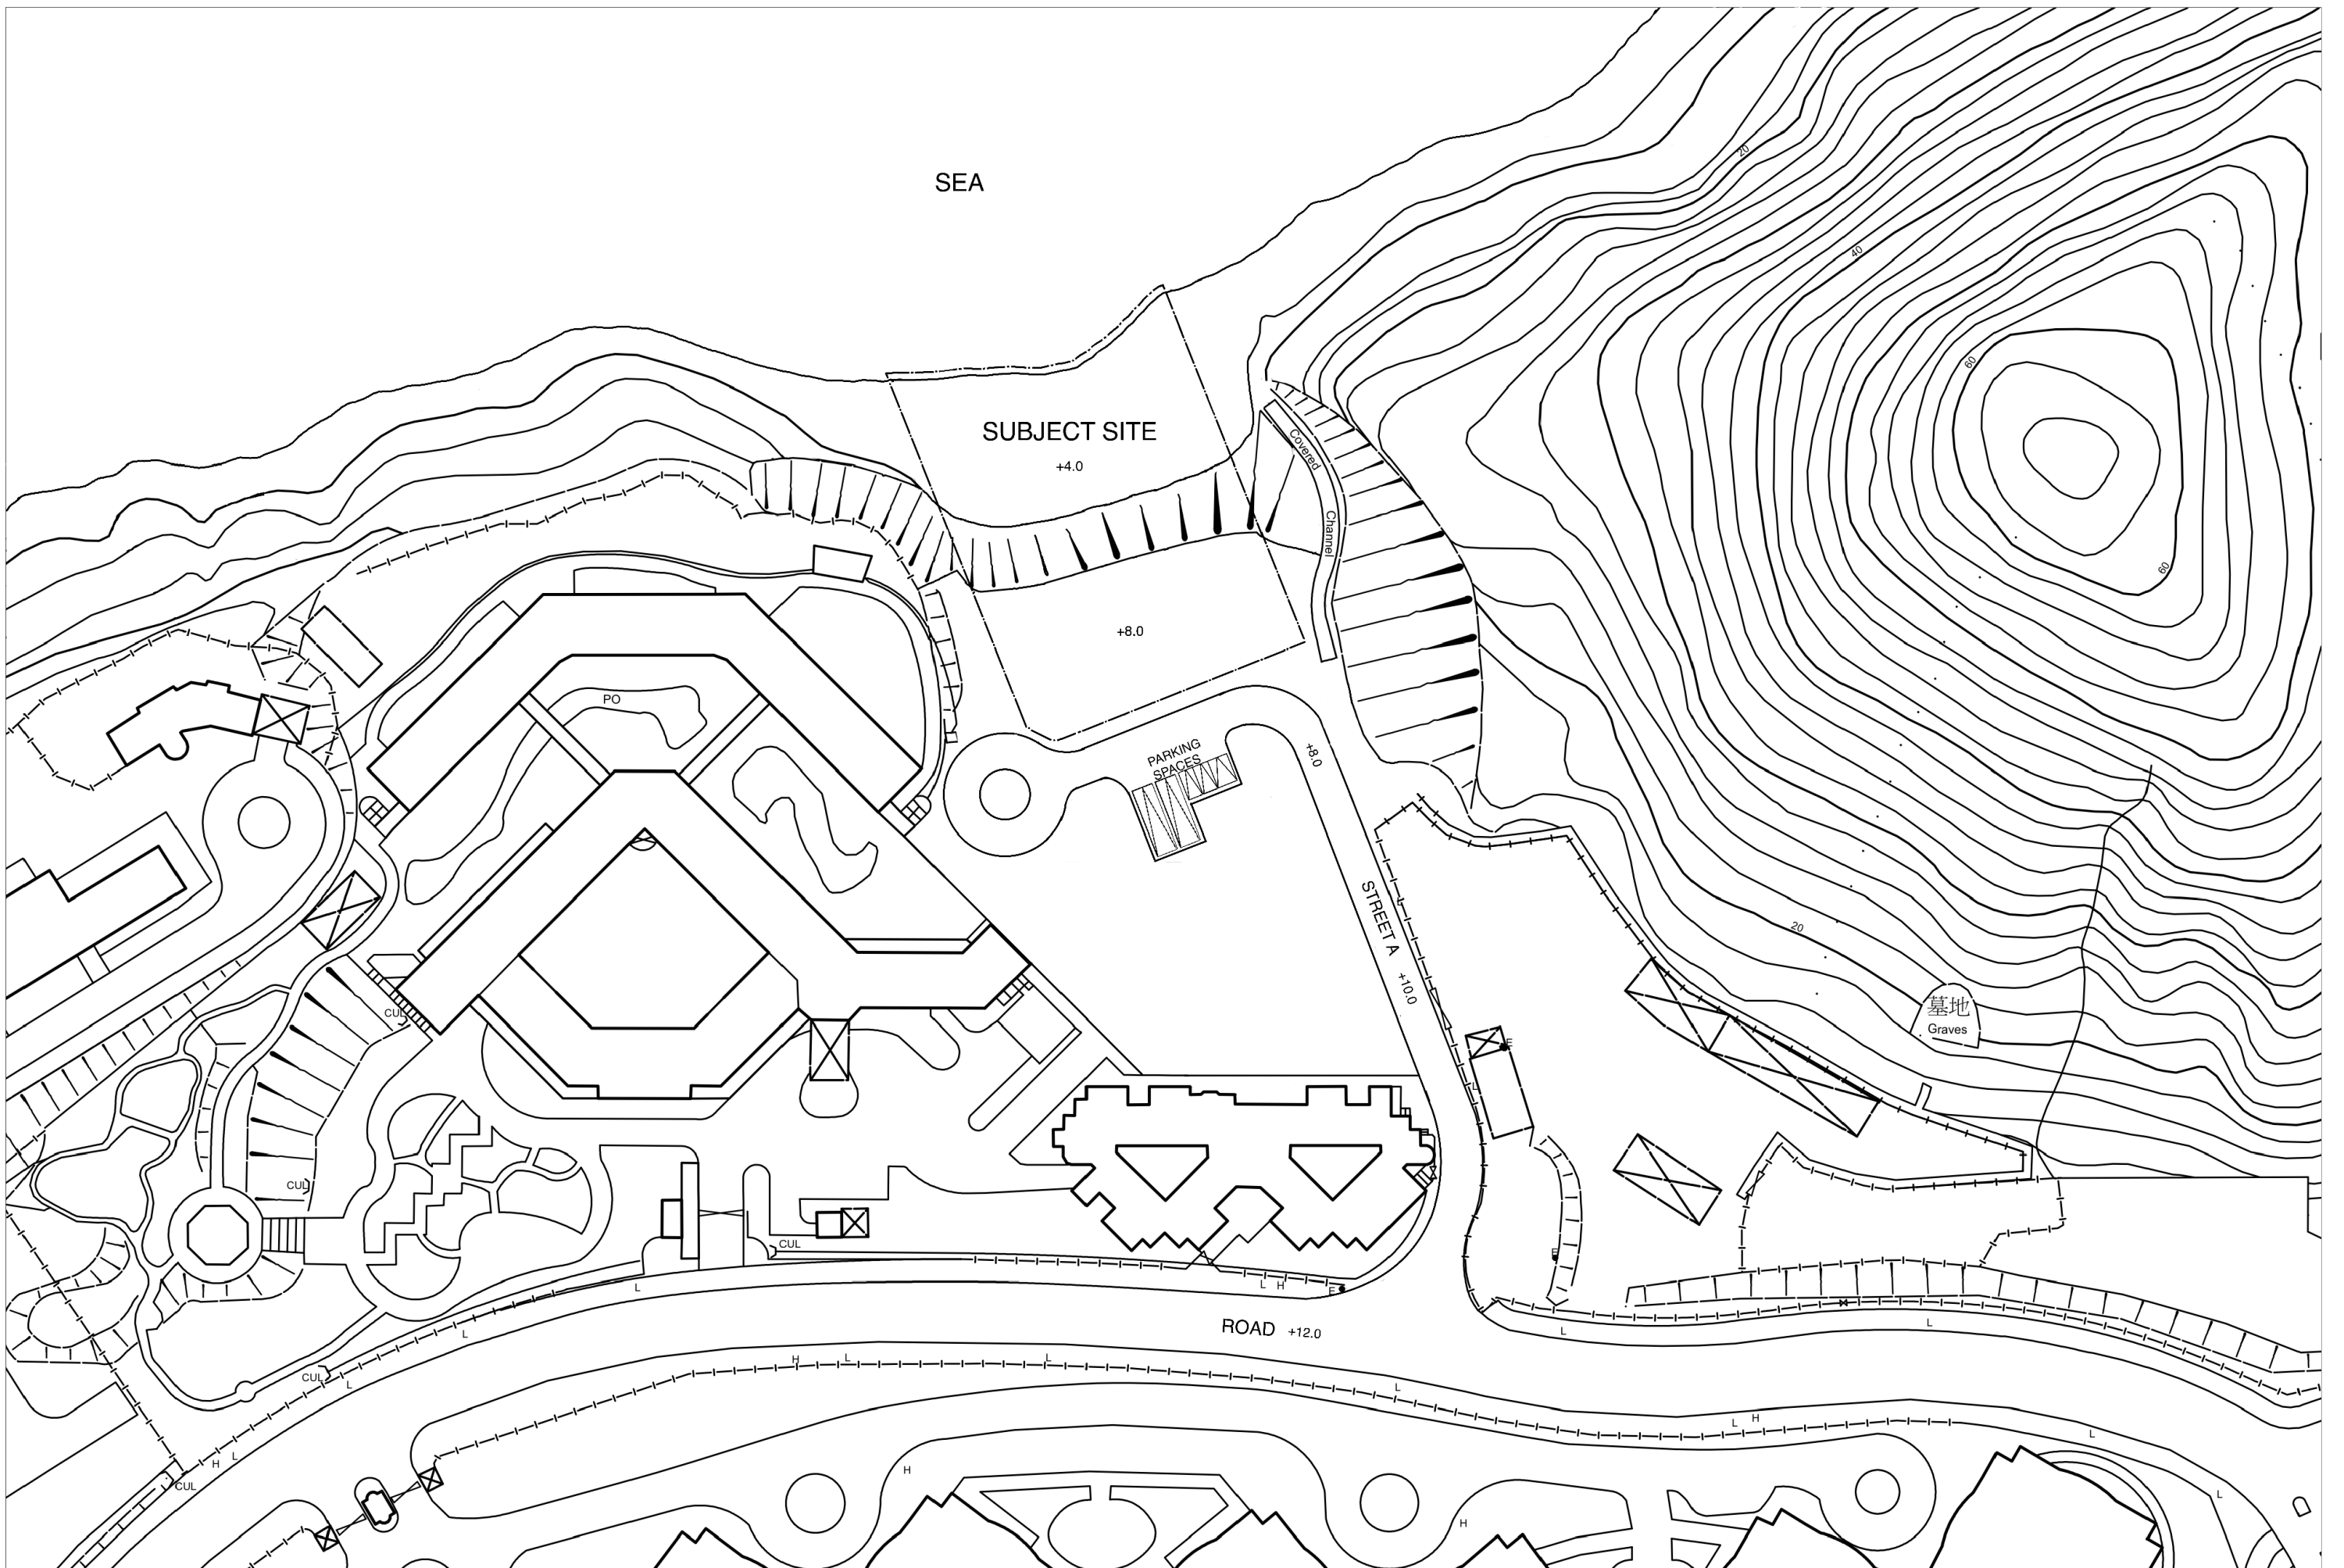 20
SEA
40
60
SUBJECT SITE
+4.0
Covered
Channel
60
+8.0
PO
PARKING
SPACES
+8.0
STREET A
+10.0
20
墓地
Graves
CUL
E
L
CUL
CUL
E
L
L H
E
L
ROAD +12.0
L
L
L
H
L
L
CUL
L
L
L
H
L
H
L
CUL
H
L
H